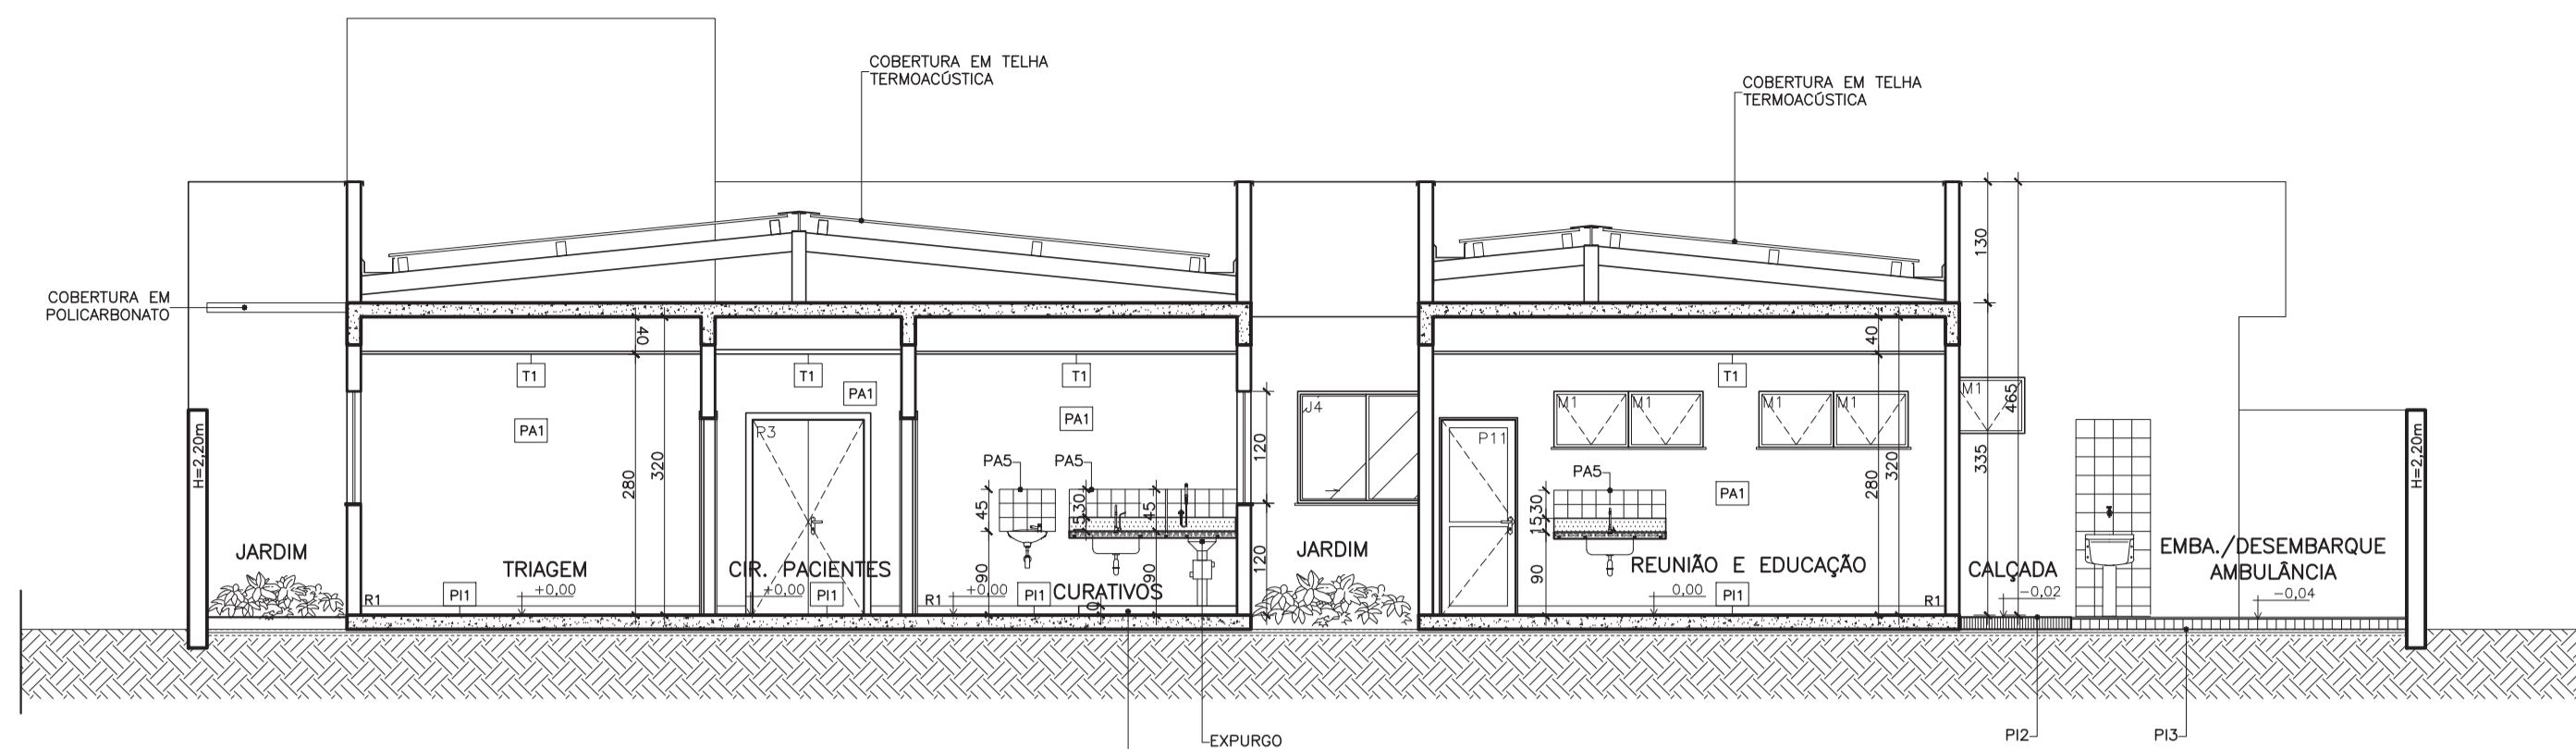 COBERTURA EM TELHA
TERMOACÚSTICA
COBERTURA EM TELHA
TERMOACÚSTICA
COBERTURA EM
POLICARBONATO
130
40
40
T1
T1
T1
T1
PA1
PA1
PA1
PA1
H=2,20m
280
320
R3
120
120
J4
P11
M1
M1
M1
M1
M1
465
335
280
320
H=2,20m
PA5
PA5
PA5
45
90
30
15
45
90
30
15
90
JARDIM
TRIAGEM
CIR. PACIENTES
CURATIVOS
JARDIM
REUNIÃO E EDUCAÇÃO
CALÇADA
EMBA./DESEMBARQUE
AMBULÂNCIA
R1
PI1
+0,00
+0,00
PI1
R1
+0,00
PI1
0,00
PI1
R1
-0,02
-0,04
EXPURGO
PI2
PI3